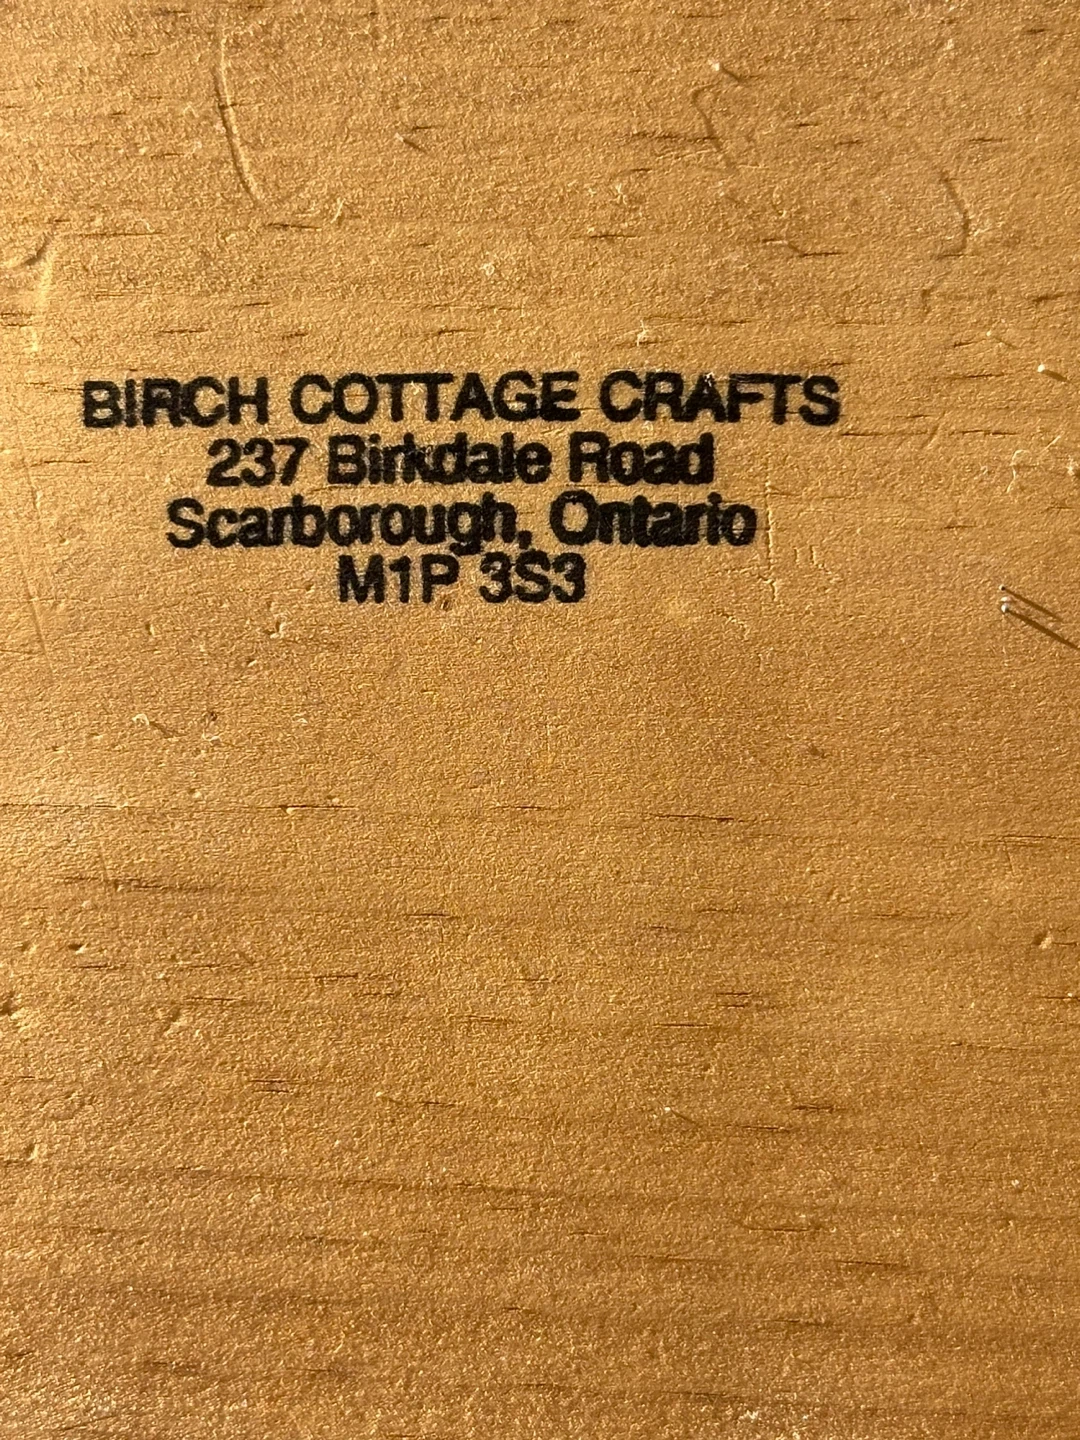 BIRCH COTTAGE CRAFTS
237 Birkdale Road
Scarborough, Ontario
M1P 3S3